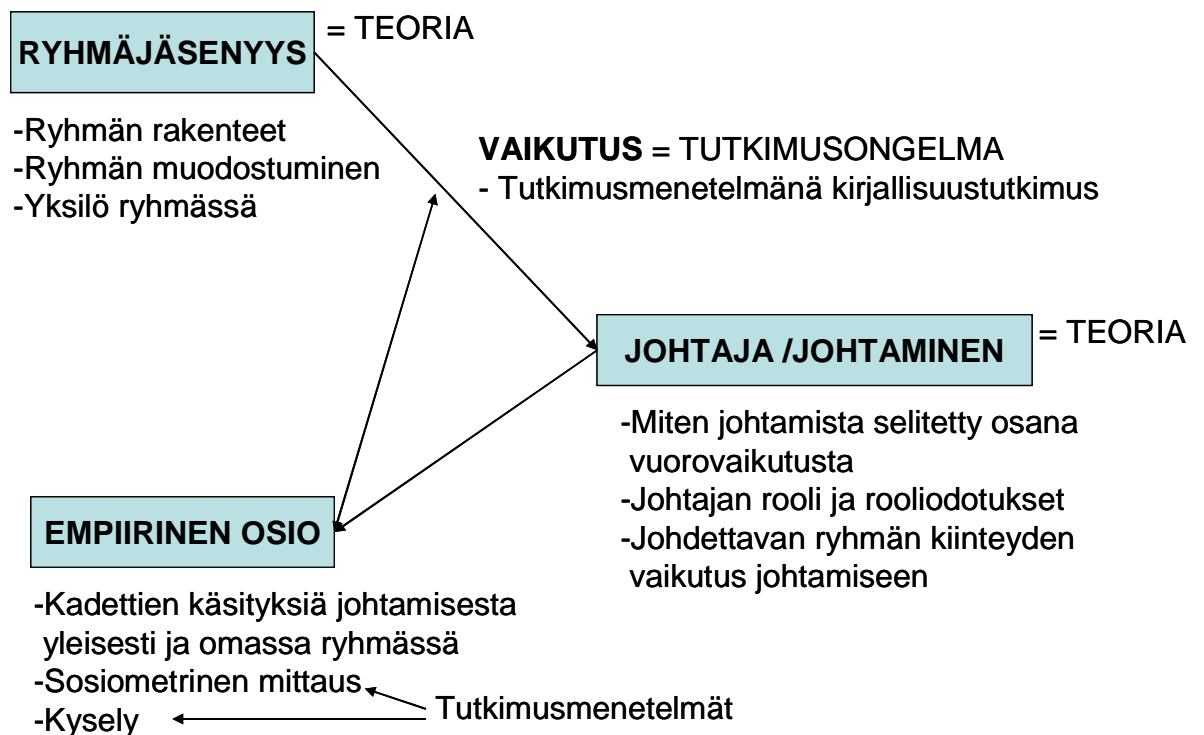 RYHMÄJÄSENYYS = TEORIA
-Ryhmän rakenteet
-Ryhmän muodostuminen
-Yksilö ryhmässä
VAIKUTUS = TUTKIMUSONGELMA
- Tutkimusmenetelmänä kirjallisuustutkimus
JOHTAJA /JOHTAMINEN = TEORIA
-Miten johtamista selitetty osana
vuorovaikutusta
-Johtajan rooli ja rooliodotukset
-Johdettavan ryhmän kiinteyden
vaikutus johtamiseen
EMPIIRINEN OSIO
-Kadettien käsityksiä johtamisesta
yleisesti ja omassa ryhmässä
-Sosiometrinen mittaus
-Kysely
Tutkimusmenetelmät